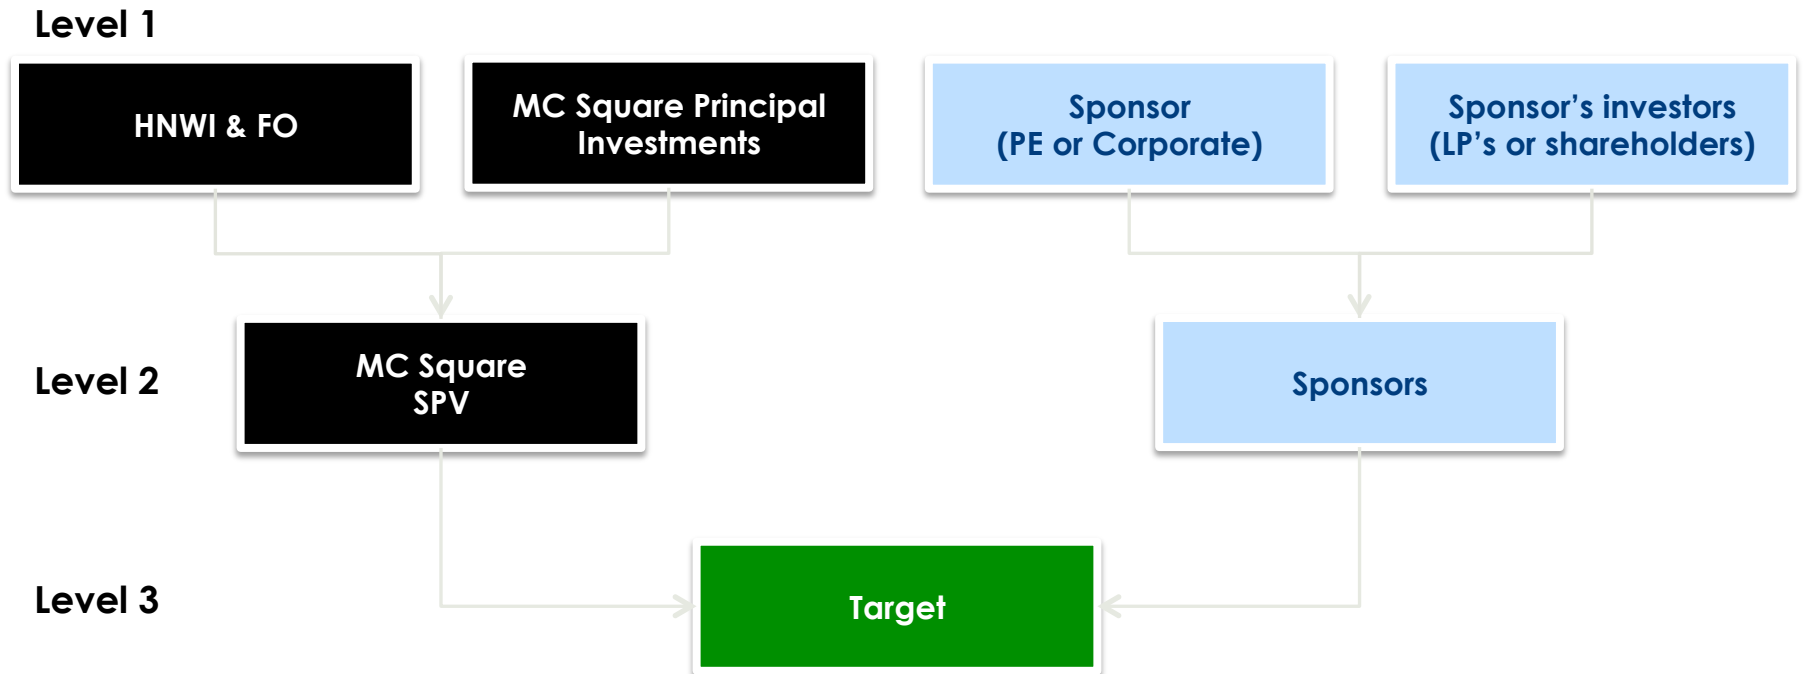 Level 1
HNWI & FO
MC Square Principal
Investments
Sponsor
(PE or Corporate)
Sponsor’s investors
(LP’s or shareholders)
Level 2
MC Square
SPV
Sponsors
Level 3
Target